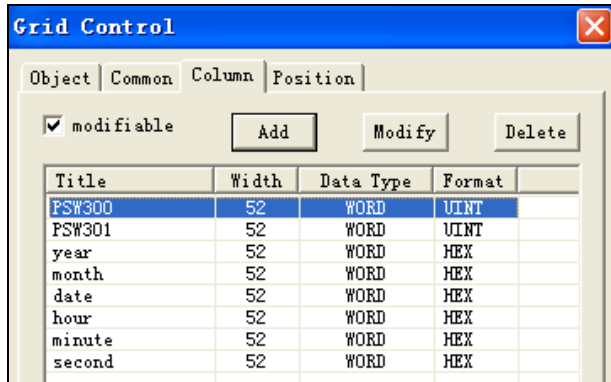 Grid Control
Object Common Column Position
modifiable Add Modify Delete
Title Width Data Type Format
PSW300 52 WORD UINT
PSW301 52 WORD UINT
year 52 WORD HEX
month 52 WORD HEX
date 52 WORD HEX
hour 52 WORD HEX
minute 52 WORD HEX
second 52 WORD HEX